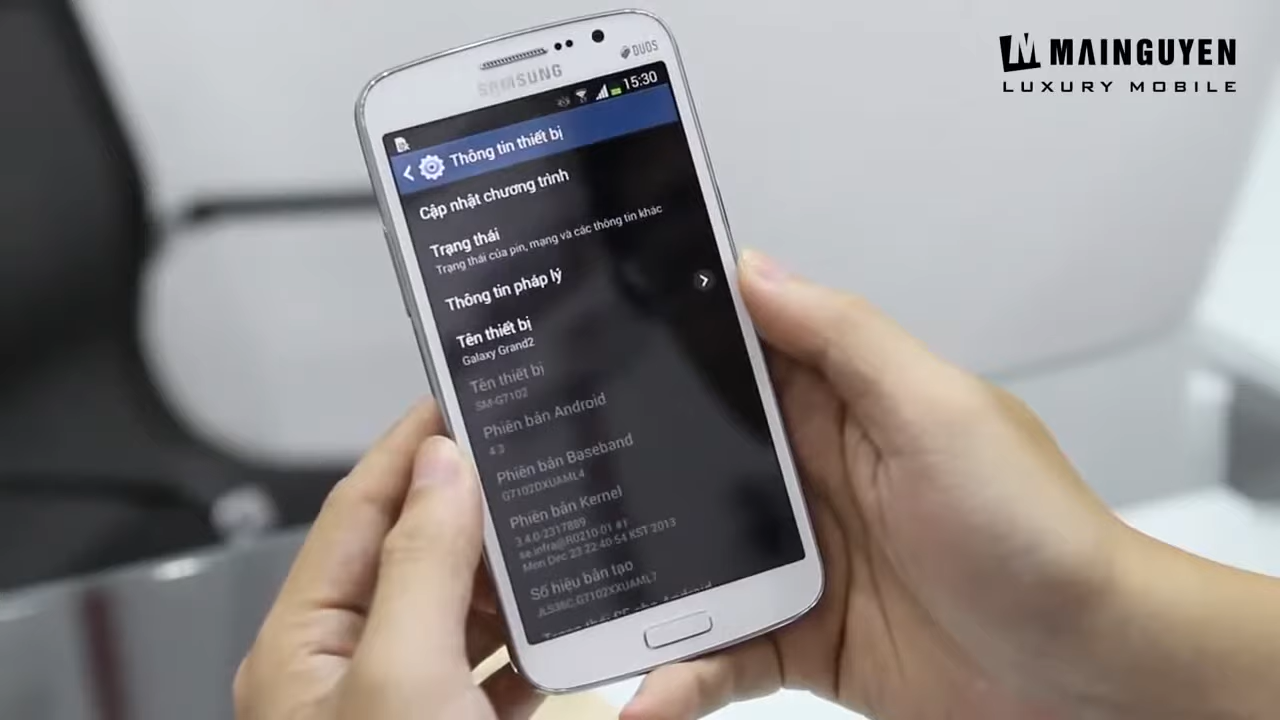 MAINGUYEN
LUXURY MOBILE
DUOS
SAMSUNG
15:30
Thông tin thiết bị
Cập nhật chương trình
Trạng thái
Trạng thái của pin, mạng và các thông tin khác
Thông tin pháp lý
Tên thiết bị
Galaxy Grand2
Tên thiết bị
SM-G7102
Phiên bản Android
4.3
Phiên bản Baseband
G7102DXUAML4
Phiên bản Kernel
3.4.0-2317889
se.infra@R0210-01 #1
Mon Dec 23 22:40:54 KST 2013
Số hiệu bản tạo
JLS36C.G7102XXUAML7